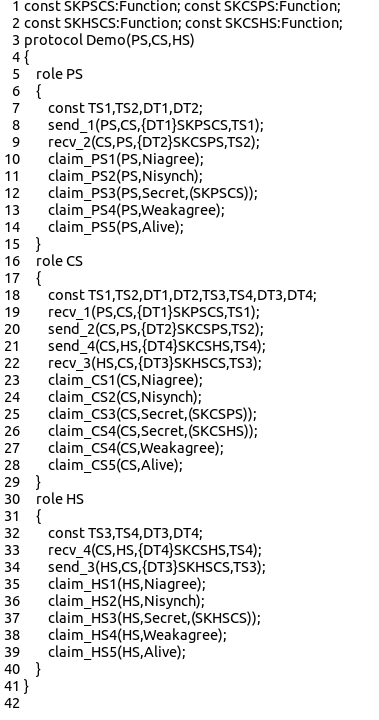 1 const SKPSCS:Function; const SKCSPS:Function;
2 const SKHSCS:Function; const SKCSHS:Function;
3 protocol Demo(PS,CS,HS)
4 {
5 role PS
6 {
7 const TS1,TS2,DT1,DT2;
8 send_1(PS,CS,{DT1}SKPSCS,TS1);
9 recv_2(CS,PS,{DT2}SKCSPS,TS2);
10 claim_PS1(PS,Niagree);
11 claim_PS2(PS,Nisynch);
12 claim_PS3(PS,Secret,(SKPSCS));
13 claim_PS4(PS,Weakagree);
14 claim_PS5(PS,Alive);
15 }
16 role CS
17 {
18 const TS1,TS2,DT1,DT2,TS3,TS4,DT3,DT4;
19 recv_1(PS,CS,{DT1}SKPSCS,TS1);
20 send_2(CS,PS,{DT2}SKCSPS,TS2);
21 send_4(CS,HS,{DT4}SKCSHS,TS4);
22 recv_3(HS,CS,{DT3}SKHSCS,TS3);
23 claim_CS1(CS,Niagree);
24 claim_CS2(CS,Nisynch);
25 claim_CS3(CS,Secret,(SKCSPS));
26 claim_CS4(CS,Secret,(SKCSHS));
27 claim_CS4(CS,Weakagree);
28 claim_CS5(CS,Alive);
29 }
30 role HS
31 {
32 const TS3,TS4,DT3,DT4;
33 recv_4(CS,HS,{DT4}SKCSHS,TS4);
34 send_3(HS,CS,{DT3}SKHSCS,TS3);
35 claim_HS1(HS,Niagree);
36 claim_HS2(HS,Nisynch);
37 claim_HS3(HS,Secret,(SKHSCS));
38 claim_HS4(HS,Weakagree);
39 claim_HS5(HS,Alive);
40 }
41 }
42